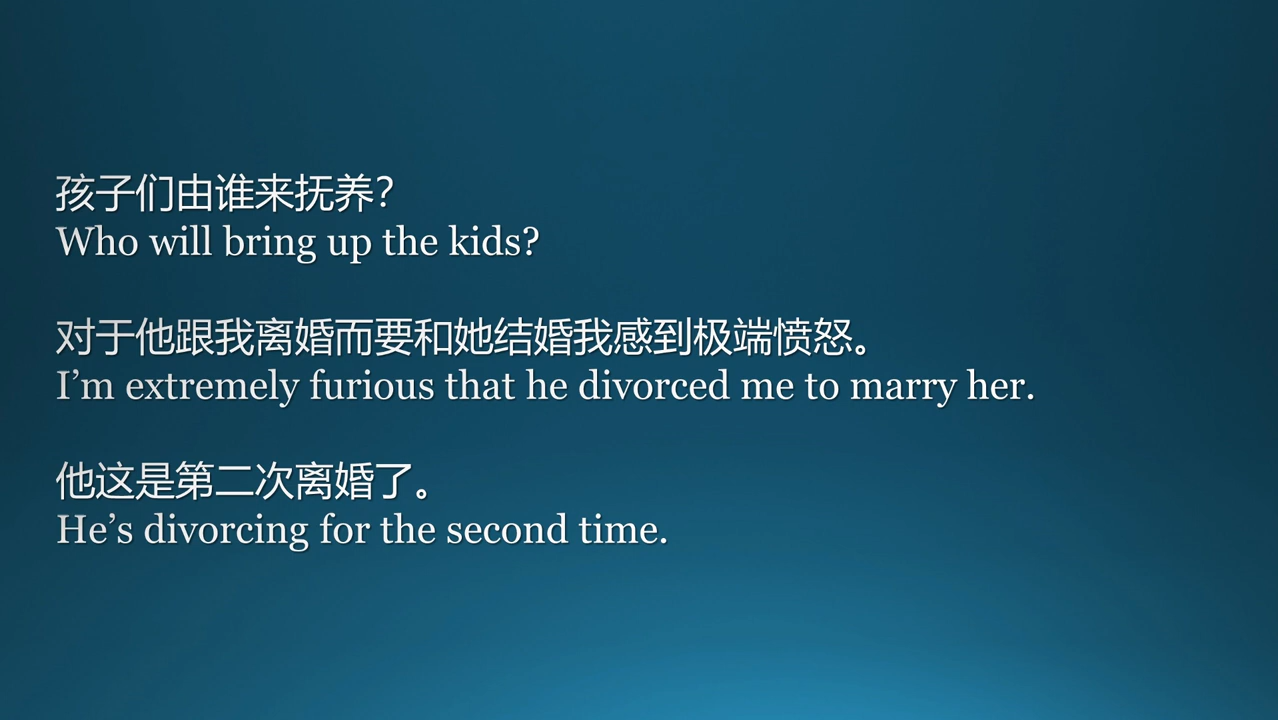 孩子们由谁来抚养?
Who will bring up the kids?
对于他跟我离婚而要和她结婚我感到极端愤怒。
I’m extremely furious that he divorced me to marry her.
他这是第二次离婚了。
He’s divorcing for the second time.